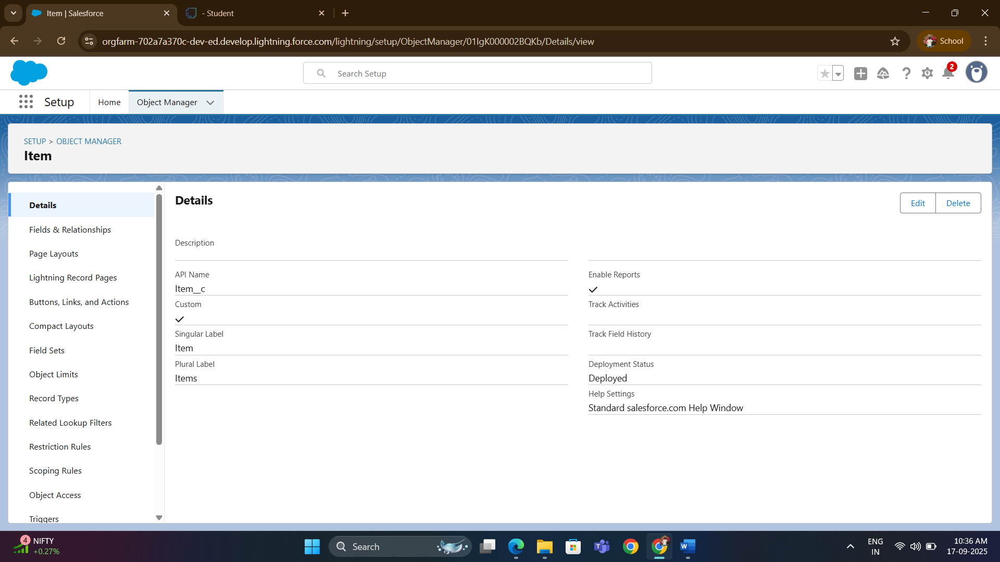 Item | Salesforce
- Student
orgfarm-702a7a370c-dev-ed.develop.lightning.force.com/lightning/setup/ObjectManager/01IgK000002BQKb/Details/view
School
Search Setup
2
Setup
Home
Object Manager
SETUP > OBJECT MANAGER
Item
Details
Fields & Relationships
Page Layouts
Lightning Record Pages
Buttons, Links, and Actions
Compact Layouts
Field Sets
Object Limits
Record Types
Related Lookup Filters
Restriction Rules
Scoping Rules
Object Access
Triggers
Details
Edit
Delete
Description
API Name
Item__c
Custom
Singular Label
Item
Plural Label
Items
Enable Reports
Track Activities
Track Field History
Deployment Status
Deployed
Help Settings
Standard salesforce.com Help Window
4
NIFTY
+0.27%
Search
ENG
IN
10:36 AM
17-09-2025